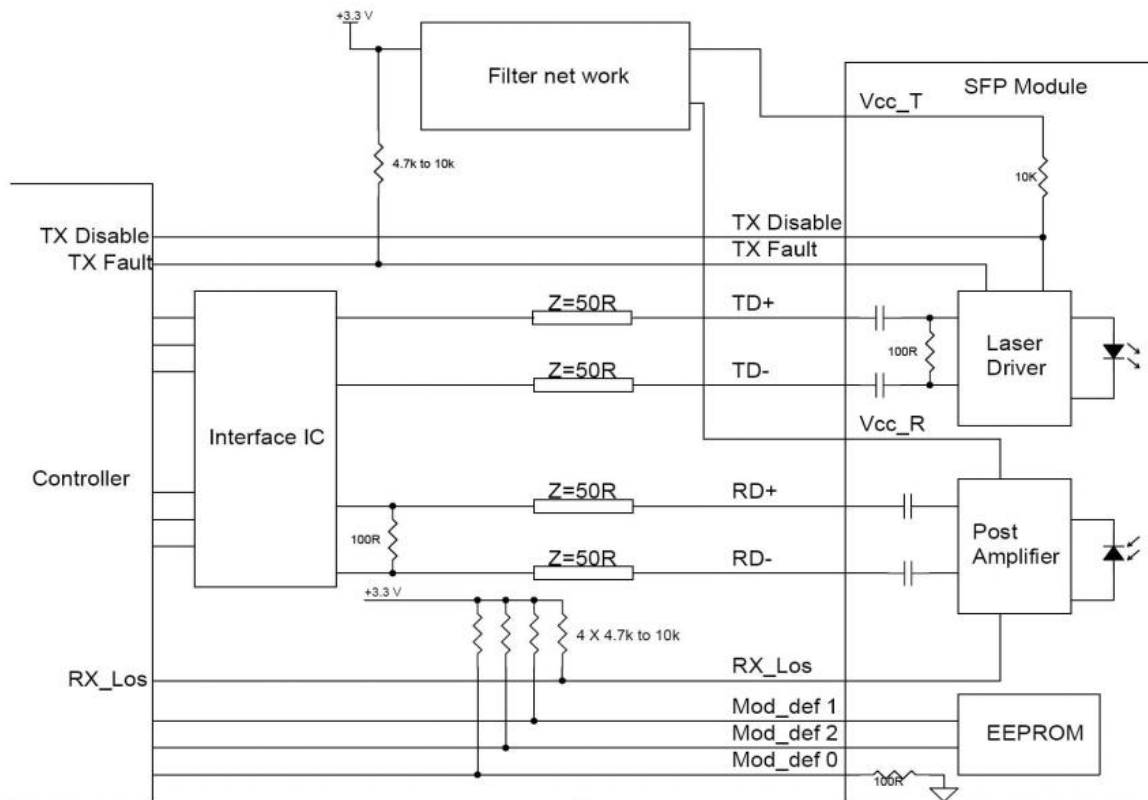 +3.3 V
Filter net work
SFP Module
Vcc_T
4.7k to 10k
10K
TX Disable
TX Disable
TX Fault
TX Fault
Z=50R
TD+
100R
Laser
Driver
Z=50R
TD-
Interface IC
Vcc_R
Controller
Z=50R
RD+
100R
Post
Amplifier
Z=50R
RD-
+3.3 V
4 X 4.7k to 10k
RX_Los
RX_Los
Mod_def 1
Mod_def 2
EEPROM
Mod_def 0
100R